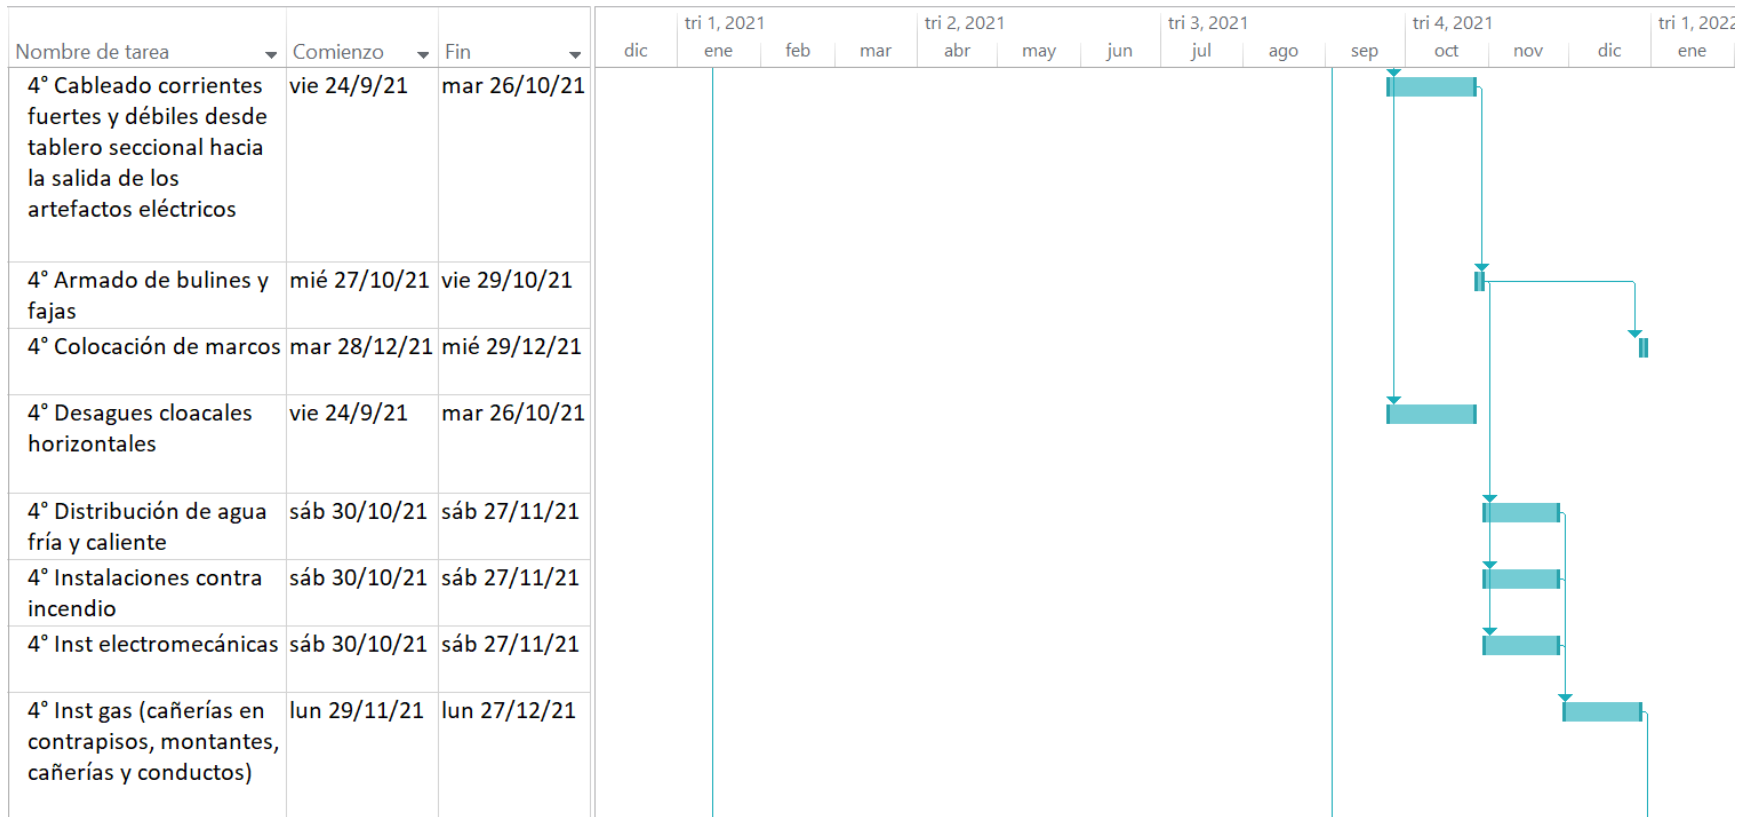 tri 1, 2021 tri 2, 2021 tri 3, 2021 tri 4, 2021 tri 1, 2022
Nombre de tarea Comienzo Fin dic ene feb mar abr may jun jul ago sep oct nov dic ene
4° Cableado corrientes vie 24/9/21 mar 26/10/21
fuertes y débiles desde
tablero seccional hacia
la salida de los
artefactos eléctricos
4° Armado de bulines y mié 27/10/21 vie 29/10/21
fajas
4° Colocación de marcos mar 28/12/21 mié 29/12/21
4° Desagues cloacales vie 24/9/21 mar 26/10/21
horizontales
4° Distribución de agua sáb 30/10/21 sáb 27/11/21
fría y caliente
4° Instalaciones contra sáb 30/10/21 sáb 27/11/21
incendio
4° Inst electromecánicas sáb 30/10/21 sáb 27/11/21
4° Inst gas (cañerías en lun 29/11/21 lun 27/12/21
contrapisos, montantes,
cañerías y conductos)